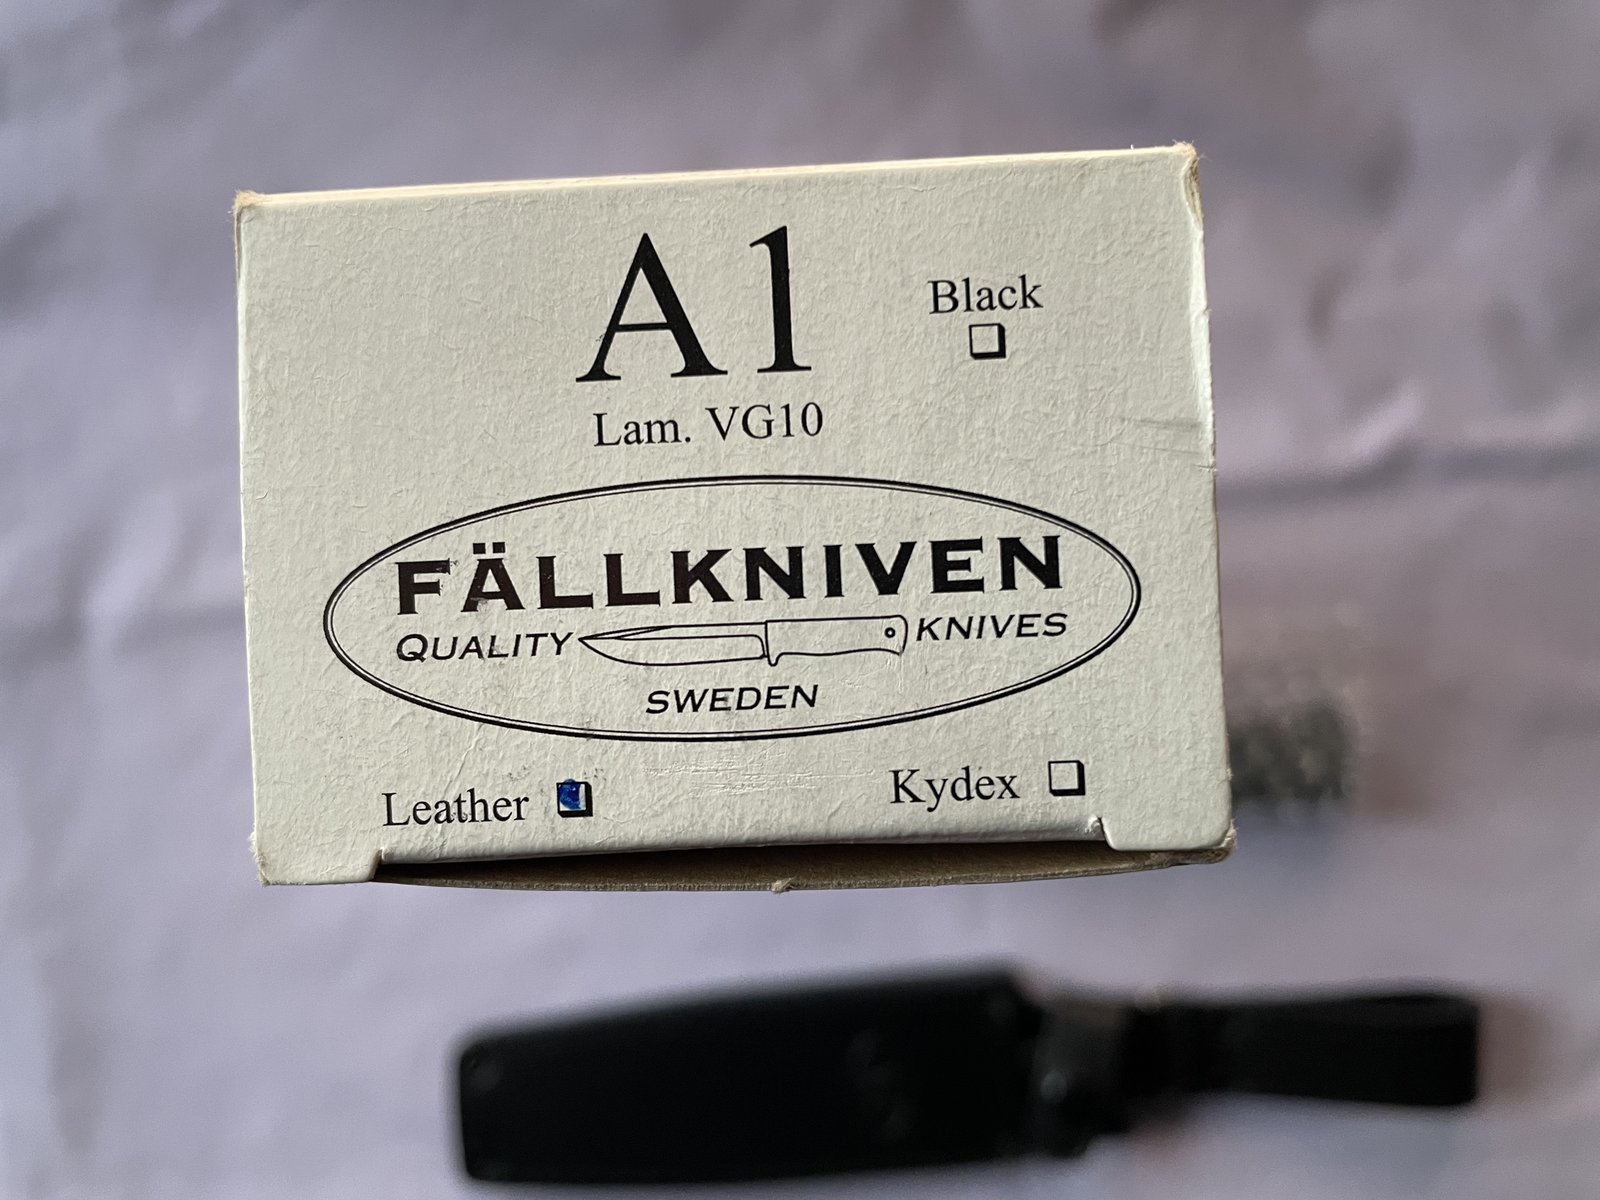 A1
Black
Lam. VG10
FÄLLKNIVEN
QUALITY KNIVES
SWEDEN
Leather
Kydex